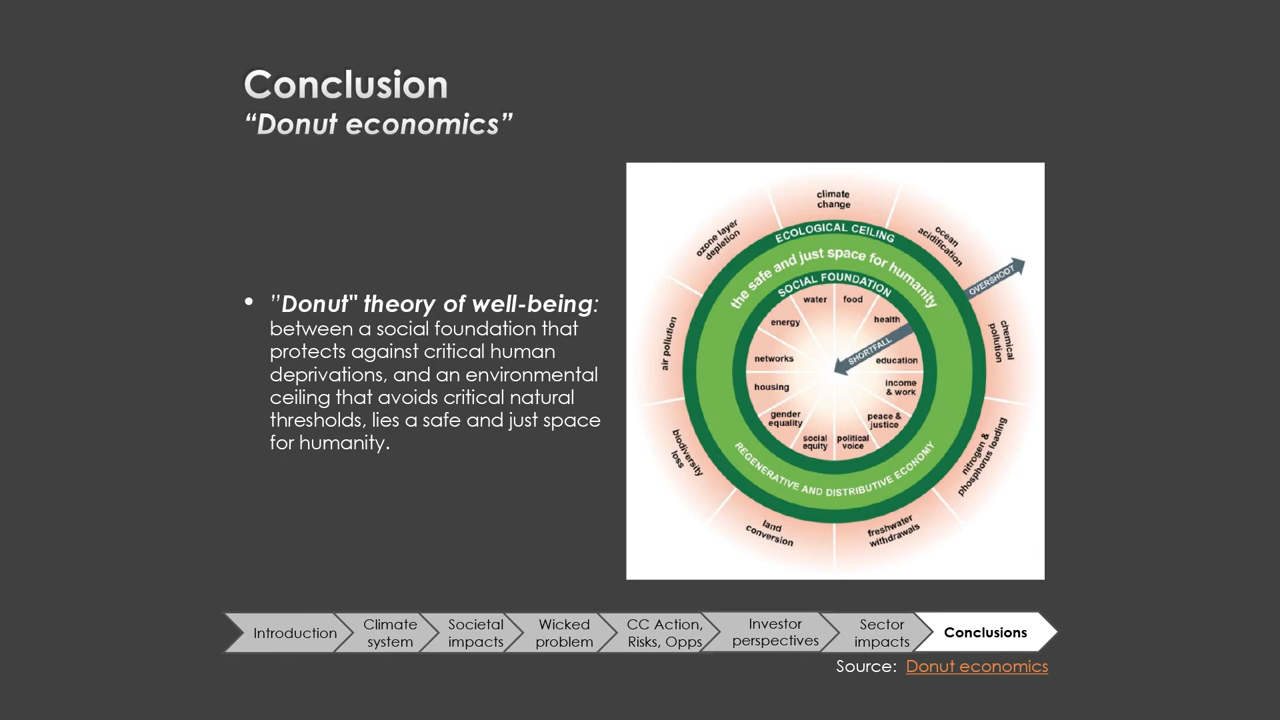 Conclusion
“Donut economics”
• ”Donut" theory of well-being:
between a social foundation that
protects against critical human
deprivations, and an environmental
ceiling that avoids critical natural
thresholds, lies a safe and just space
for humanity.
climate
change
ocean
acidification
chemical
pollution
nitrogen &
phosphorus loading
freshwater
withdrawals
land
conversion
biodiversity
loss
air pollution
ozone layer
depletion
OVERSHOOT
ECOLOGICAL CEILING
the safe and just space for humanity
SOCIAL FOUNDATION
water
food
health
SHORTFALL
education
income
& work
peace &
justice
political
voice
social
equity
gender
equality
housing
networks
energy
REGENERATIVE AND DISTRIBUTIVE ECONOMY
Introduction
Climate
system
Societal
impacts
Wicked
problem
CC Action,
Risks, Opps
Investor
perspectives
Sector
impacts
Conclusions
Source: Donut economics